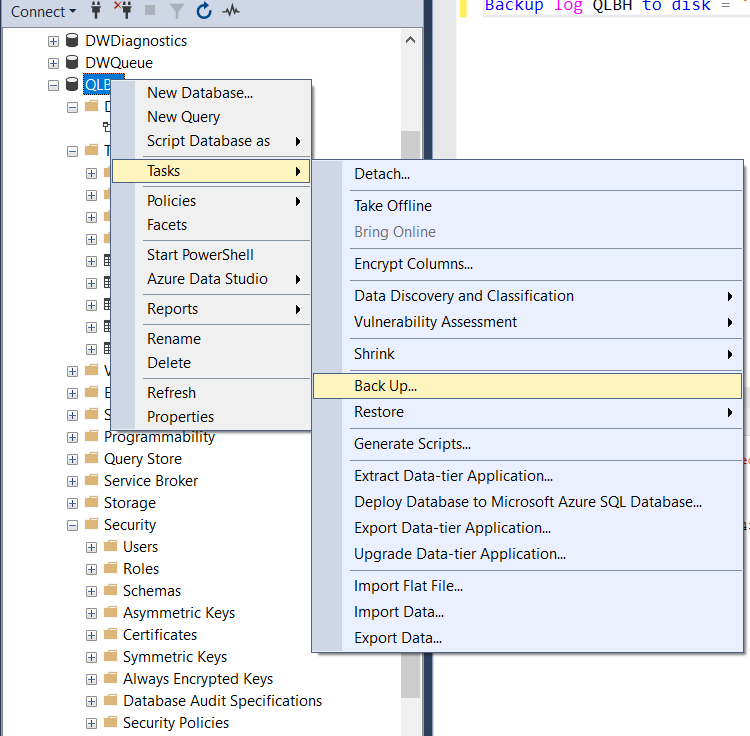 Connect
Backup log QLBH to disk =
DWDiagnostics
DWQueue
New Database...
New Query
Script Database as
Tasks
Policies
Facets
Start PowerShell
Azure Data Studio
Reports
Rename
Delete
Refresh
Properties
Detach...
Take Offline
Bring Online
Encrypt Columns...
Data Discovery and Classification
Vulnerability Assessment
Shrink
Back Up...
Restore
Generate Scripts...
Extract Data-tier Application...
Deploy Database to Microsoft Azure SQL Database...
Export Data-tier Application...
Upgrade Data-tier Application...
Import Flat File...
Import Data...
Export Data...
Programmability
Query Store
Service Broker
Storage
Security
Users
Roles
Schemas
Asymmetric Keys
Certificates
Symmetric Keys
Always Encrypted Keys
Database Audit Specifications
Security Policies